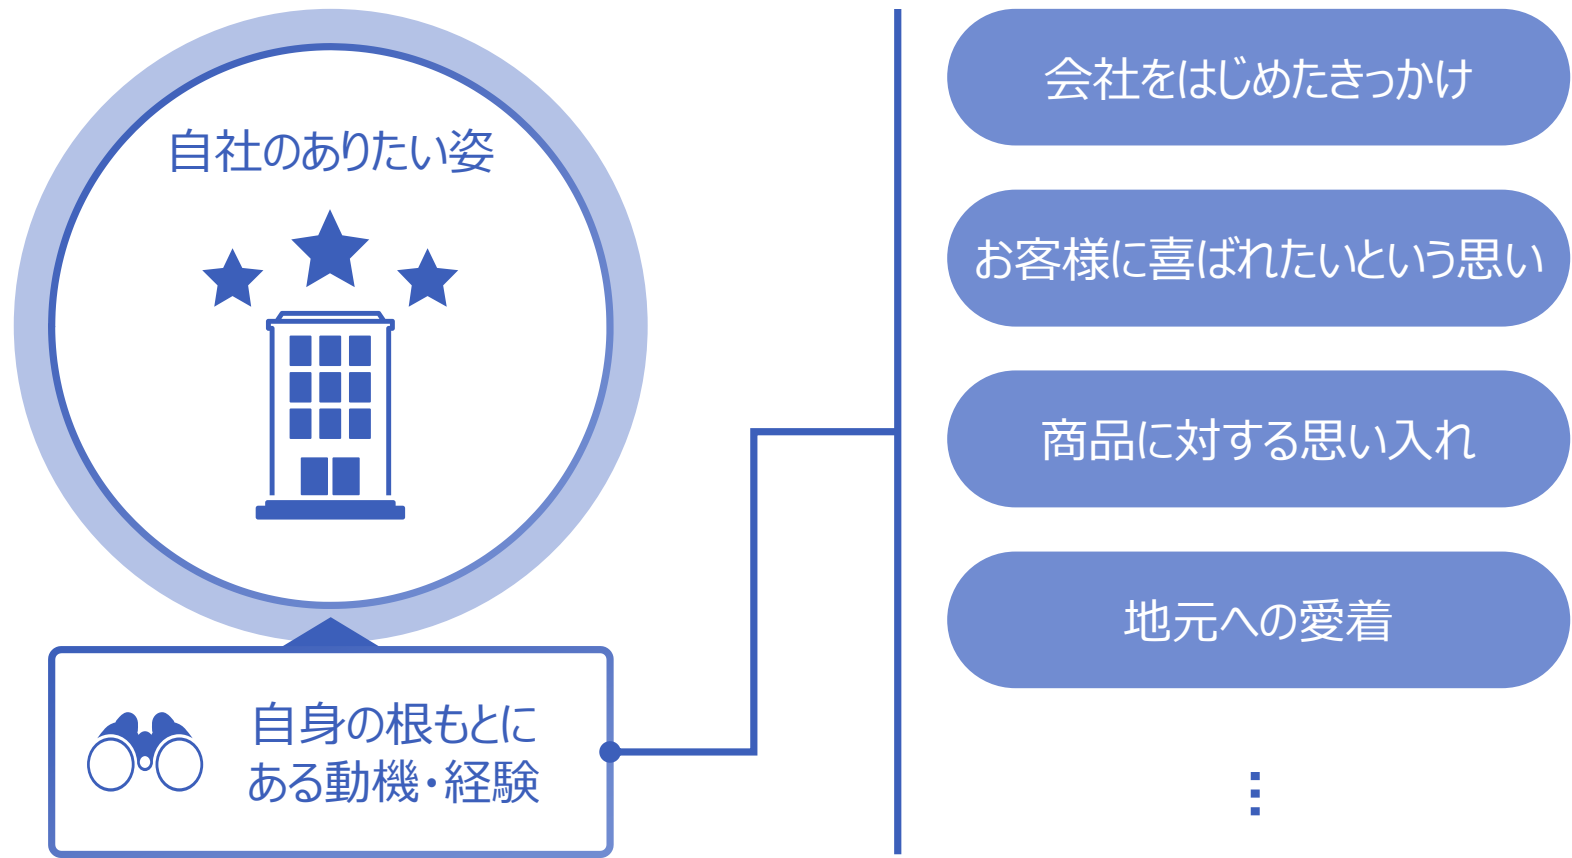 自社のありたい姿
自身の根もとに
ある動機・経験
会社をはじめたきっかけ
お客様に喜ばれたいという思い
商品に対する思い入れ
地元への愛着
⋮